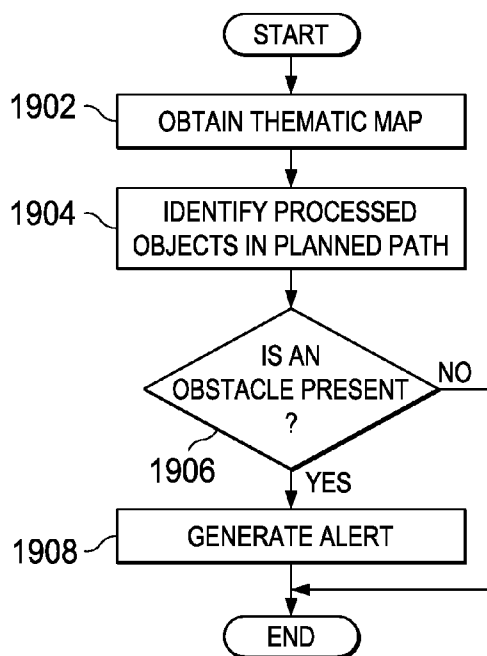 START
1902
OBTAIN THEMATIC MAP
1904
IDENTIFY PROCESSED
OBJECTS IN PLANNED PATH
IS AN
OBSTACLE PRESENT
?
NO
1906
YES
1908
GENERATE ALERT
END